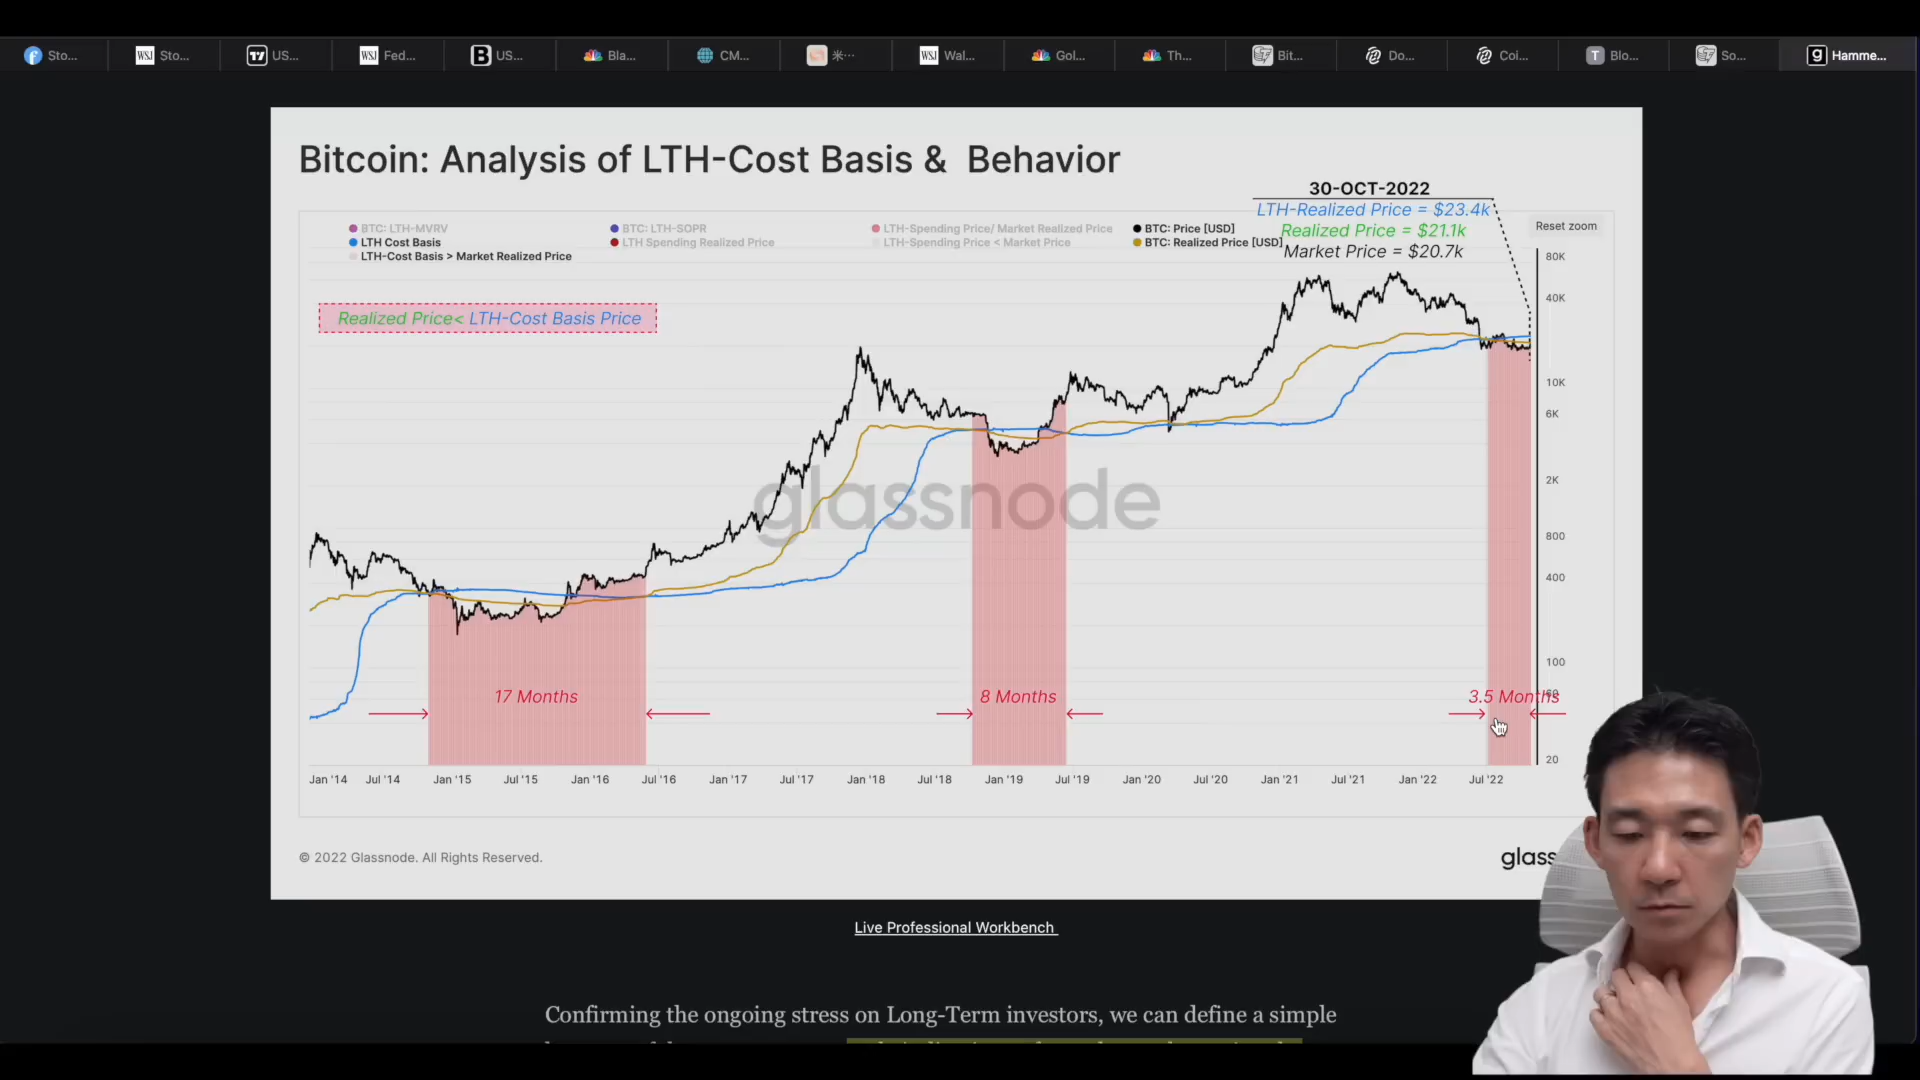 Sto...
WSJ Sto...
US...
WSJ Fed...
B US...
Bla...
CM...
米...
WSJ Wal...
Gol...
Th...
Bit...
Do...
Coi...
T Blo...
So...
g Hamme...
Bitcoin: Analysis of LTH-Cost Basis & Behavior
30-OCT-2022
LTH-Realized Price = $23.4k
Realized Price = $21.1k
Market Price = $20.7k
Reset zoom
BTC: LTH-MVRV
BTC: LTH-SOPR
LTH-Spending Price/ Market Realized Price
BTC: Price [USD]
LTH Cost Basis
LTH Spending Realized Price
LTH-Spending Price < Market Price
BTC: Realized Price [USD]
LTH-Cost Basis > Market Realized Price
Realized Price< LTH-Cost Basis Price
80K
40K
10K
6K
2K
800
400
100
60
20
glassnode
17 Months
8 Months
3.5 Months
Jan '14
Jul '14
Jan '15
Jul '15
Jan '16
Jul '16
Jan '17
Jul '17
Jan '18
Jul '18
Jan '19
Jul '19
Jan '20
Jul '20
Jan '21
Jul '21
Jan '22
Jul '22
© 2022 Glassnode. All Rights Reserved.
glass
Live Professional Workbench
Confirming the ongoing stress on Long-Term investors, we can define a simple